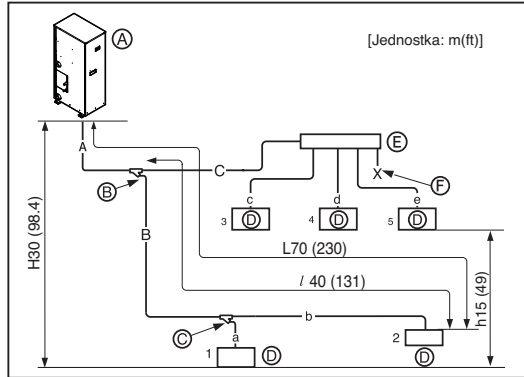 A
[Jednostka: m(ft)]
A
E
C
X
F
B
c
d
e
3 D
4 D
5 D
H30 (98.4)
B
L70 (230)
l 40 (131)
h15 (49)
b
C
a
2
1
D
D